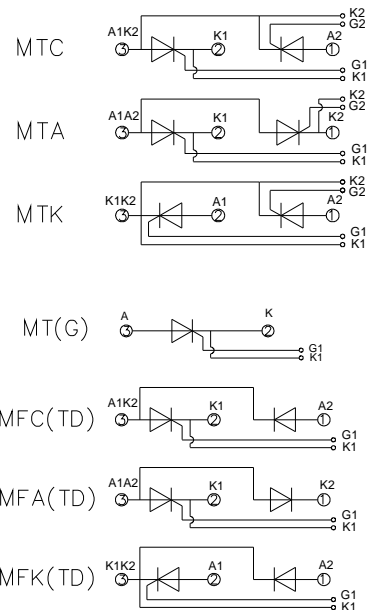 K2
G2
A1K2 K1 A2
MTC 3 2 1
G1
K1
K2
G2
A1A2 K1 K2
MTA 3 2 1
G1
K1
K2
G2
K1K2 A1 A2
MTK 3 2 1
G1
K1
A K
MT(G) 3 2
G1
K1
A1K2 K1 A2
MFC(TD) 3 2 1
G1
K1
A1A2 K1 K2
MFA(TD) 3 2 1
G1
K1
K1K2 A1 A2
MFK(TD) 3 2 1
G1
K1